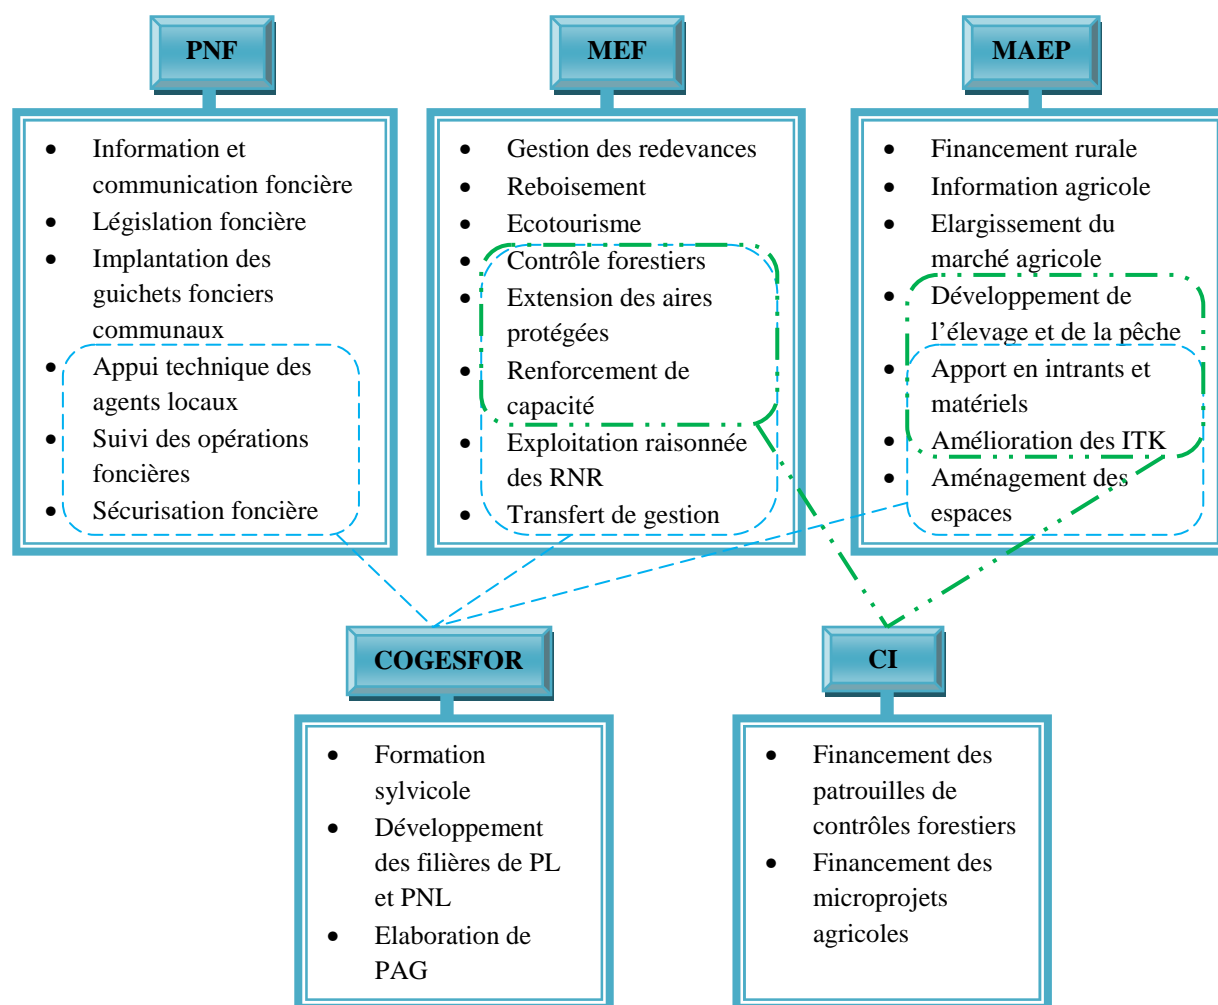 PNF
• Information et
communication foncière
• Législation foncière
• Implantation des
guichets fonciers
communaux
• Appui technique des
agents locaux
• Suivi des opérations
foncières
• Sécurisation foncière
MEF
• Gestion des redevances
• Reboisement
• Ecotourisme
• Contrôle forestiers
• Extension des aires
protégées
• Renforcement de
capacité
• Exploitation raisonnée
des RNR
• Transfert de gestion
MAEP
• Financement rurale
• Information agricole
• Elargissement du
marché agricole
• Développement de
l’élevage et de la pêche
• Apport en intrants et
matériels
• Amélioration des ITK
• Aménagement des
espaces
COGESFOR
• Formation
sylvicole
• Développement
des filières de PL
et PNL
• Elaboration de
PAG
CI
• Financement des
patrouilles de
contrôles forestiers
• Financement des
microprojets
agricoles